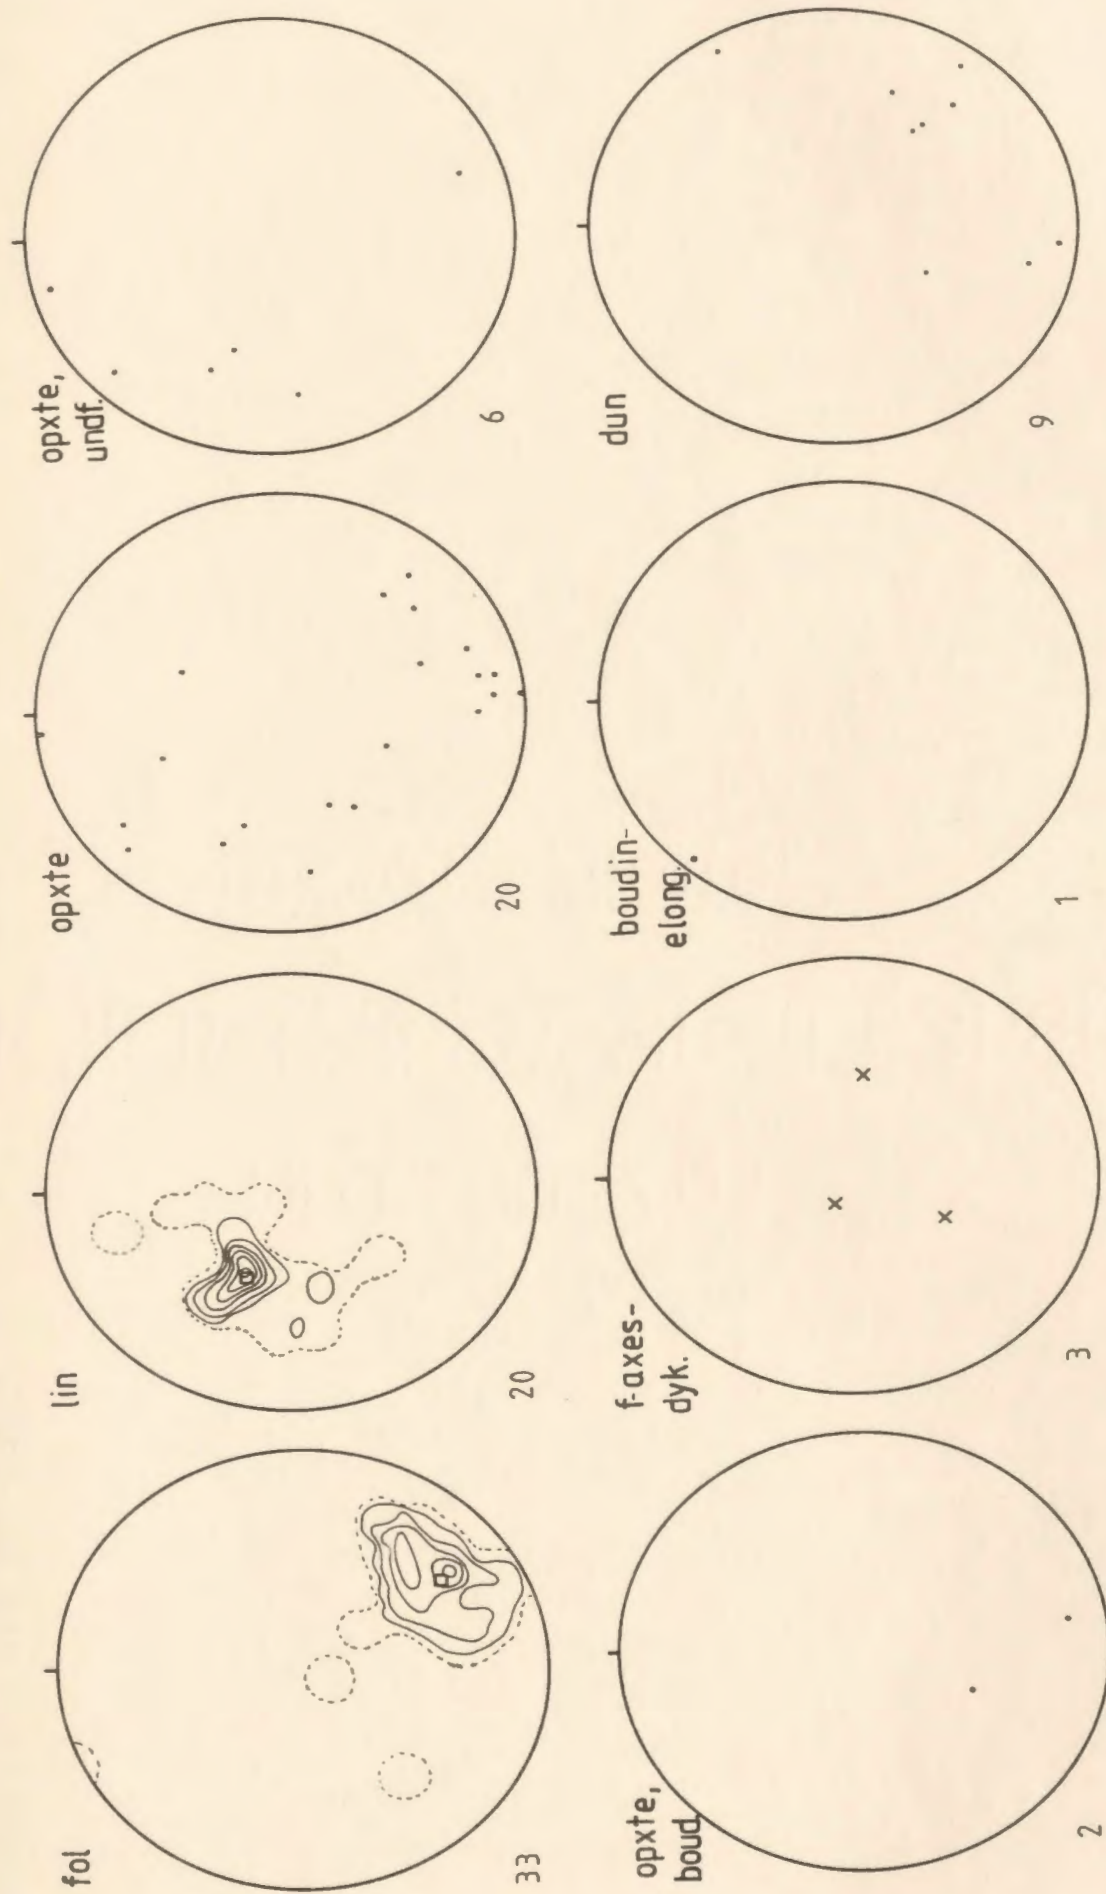 fol
33
lin
20
opxte
20
opxte,
undf.
6
opxte,
boud.
2
f-axes-
dyk.
3
boudin-
elong.
1
dun
9